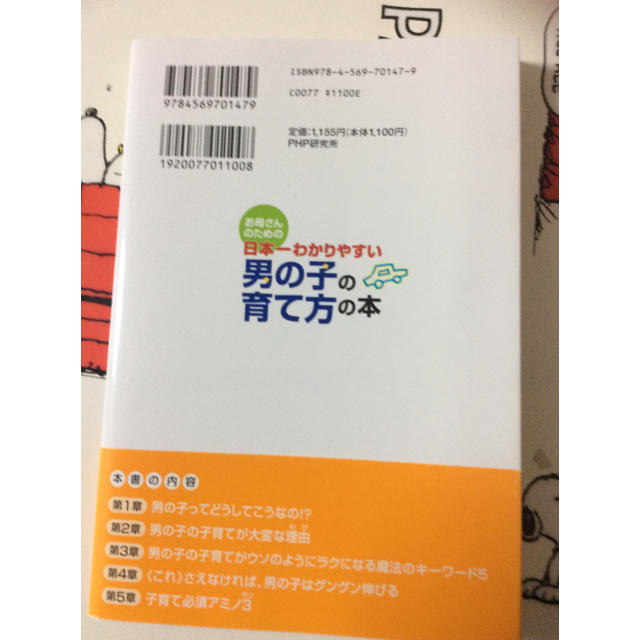 ISBN978-4-569-70147-9
C0077 ¥1100E
9784569701479
定価:1,155円(本体1,100円)
PHP研究所
1920077011008
お母さん
のための
日本一わかりやすい
男の子の
育て方の本
本書の内容
第1章 男の子ってどうしてこうなの!?
わけ
第2章 男の子の子育てが大変な理由
第3章 男の子の子育てがウソのようにラクになる魔法のキーワード5
第4章 〈これ〉さえなければ、男の子はグングン伸びる
サン
第5章 子育て必須アミノ3